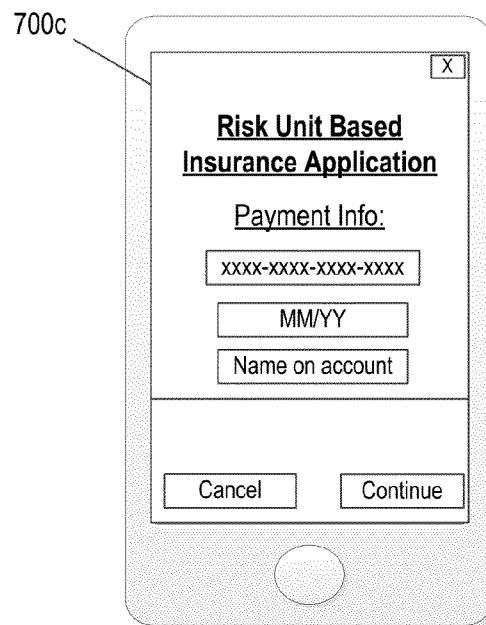 700c
X
Risk Unit Based
Insurance Application
Payment Info:
xxxx-xxxx-xxxx-xxxx
MM/YY
Name on account
Cancel Continue